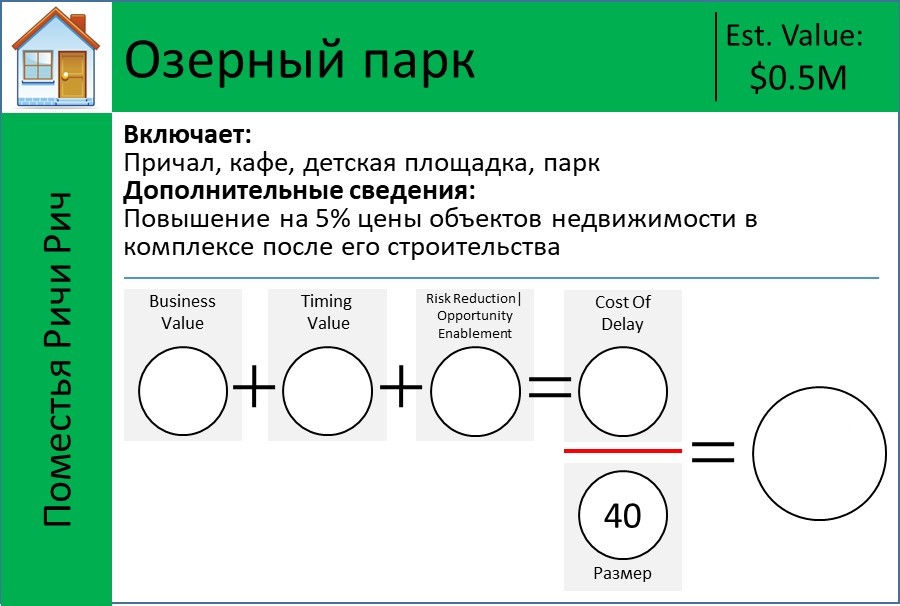 Озерный парк
Est. Value:
$0.5M
Поместья Ричи Рич
Включает:
Причал, кафе, детская площадка, парк
Дополнительные сведения:
Повышение на 5% цены объектов недвижимости в
комплексе после его строительства
Business
Value
+
Timing
Value
+
Risk Reduction|
Opportunity
Enablement
=
Cost Of
Delay
=
40
Размер